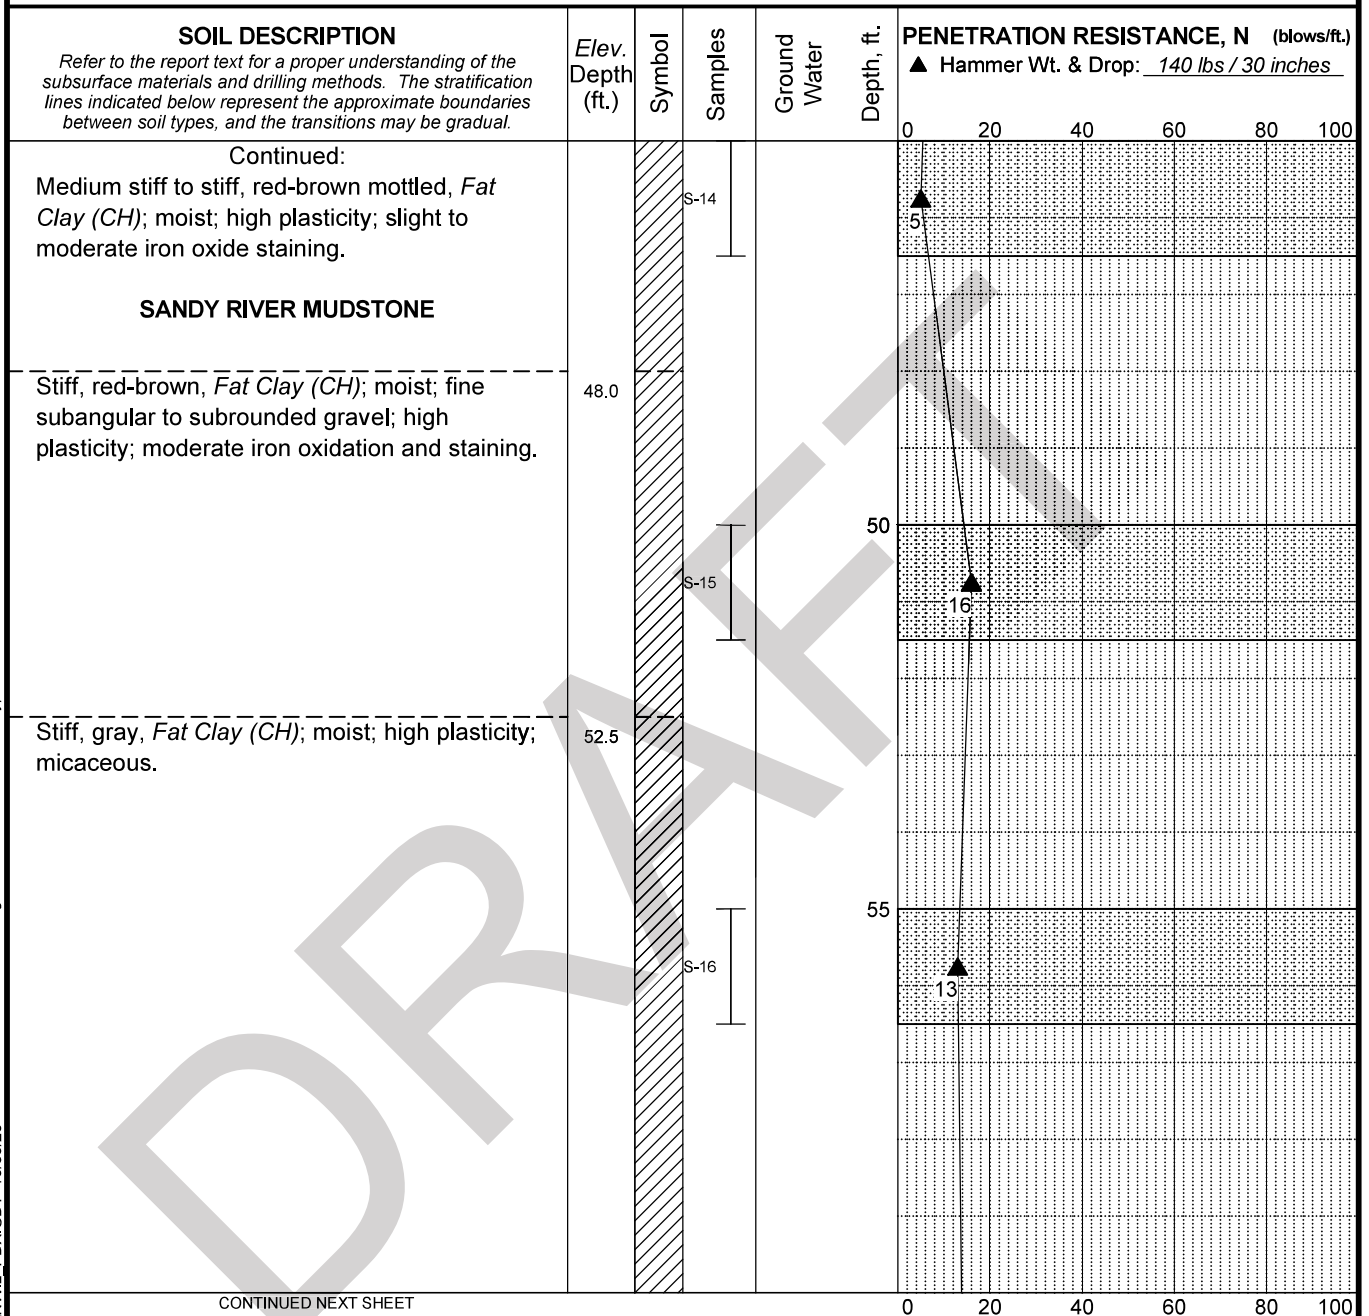 SOIL DESCRIPTION
Refer to the report text for a proper understanding of the
subsurface materials and drilling methods. The stratification
lines indicated below represent the approximate boundaries
between soil types, and the transitions may be gradual.
Elev.
Depth
(ft.)
Symbol
Samples
Ground
Water
Depth, ft.
PENETRATION RESISTANCE, N (blows/ft.)
▲ Hammer Wt. & Drop: 140 lbs / 30 inches
0 20 40 60 80 100
Continued:
Medium stiff to stiff, red-brown mottled, Fat
Clay (CH); moist; high plasticity; slight to
moderate iron oxide staining.
S-14
5
SANDY RIVER MUDSTONE
Stiff, red-brown, Fat Clay (CH); moist; fine
subangular to subrounded gravel; high
plasticity; moderate iron oxidation and staining.
48.0
50
S-15
16
Stiff, gray, Fat Clay (CH); moist; high plasticity;
micaceous.
52.5
55
S-16
13
DRAFT
CONTINUED NEXT SHEET
0 20 40 60 80 100